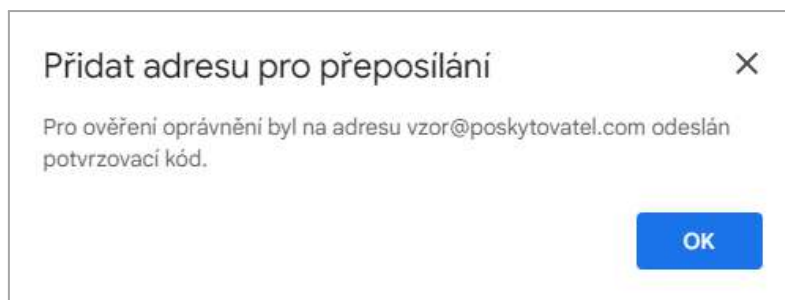 Přidat adresu pro přeposílání
Pro ověření oprávnění byl na adresu vzor@poskytovatel.com odeslán
potvrzovací kód.
OK